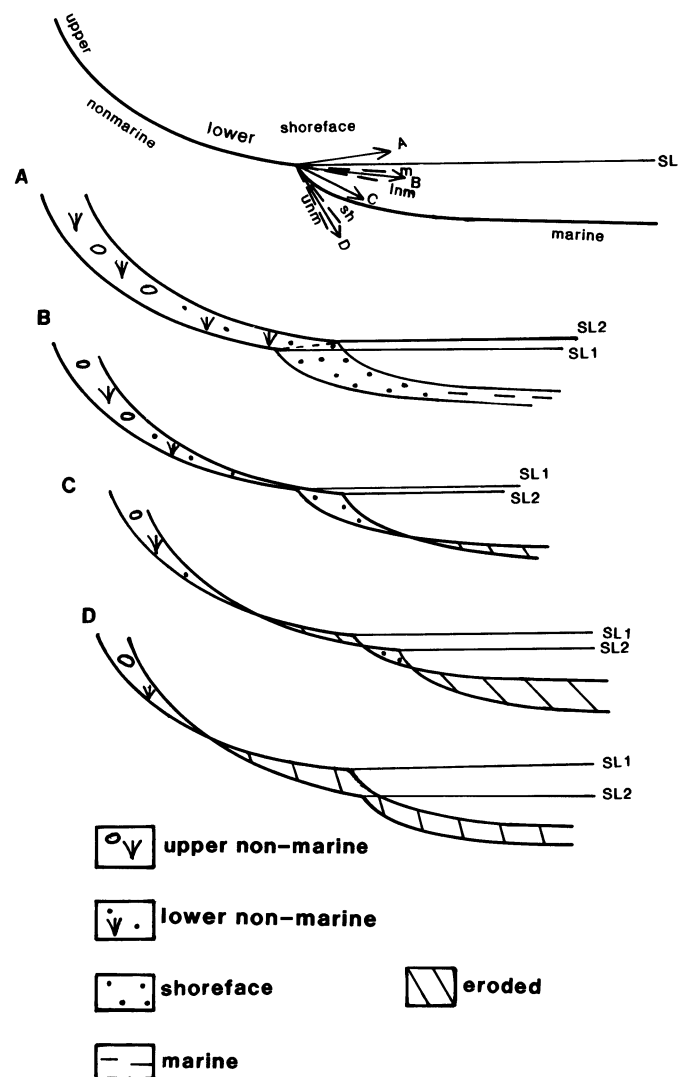 upper
nonmarine
lower
shoreface
A
SL
m
B
lnm
C
sh
unm
D
marine
A
SL2
SL1
B
SL1
SL2
C
SL1
SL2
D
SL1
SL2
upper non-marine
lower non-marine
shoreface
eroded
marine